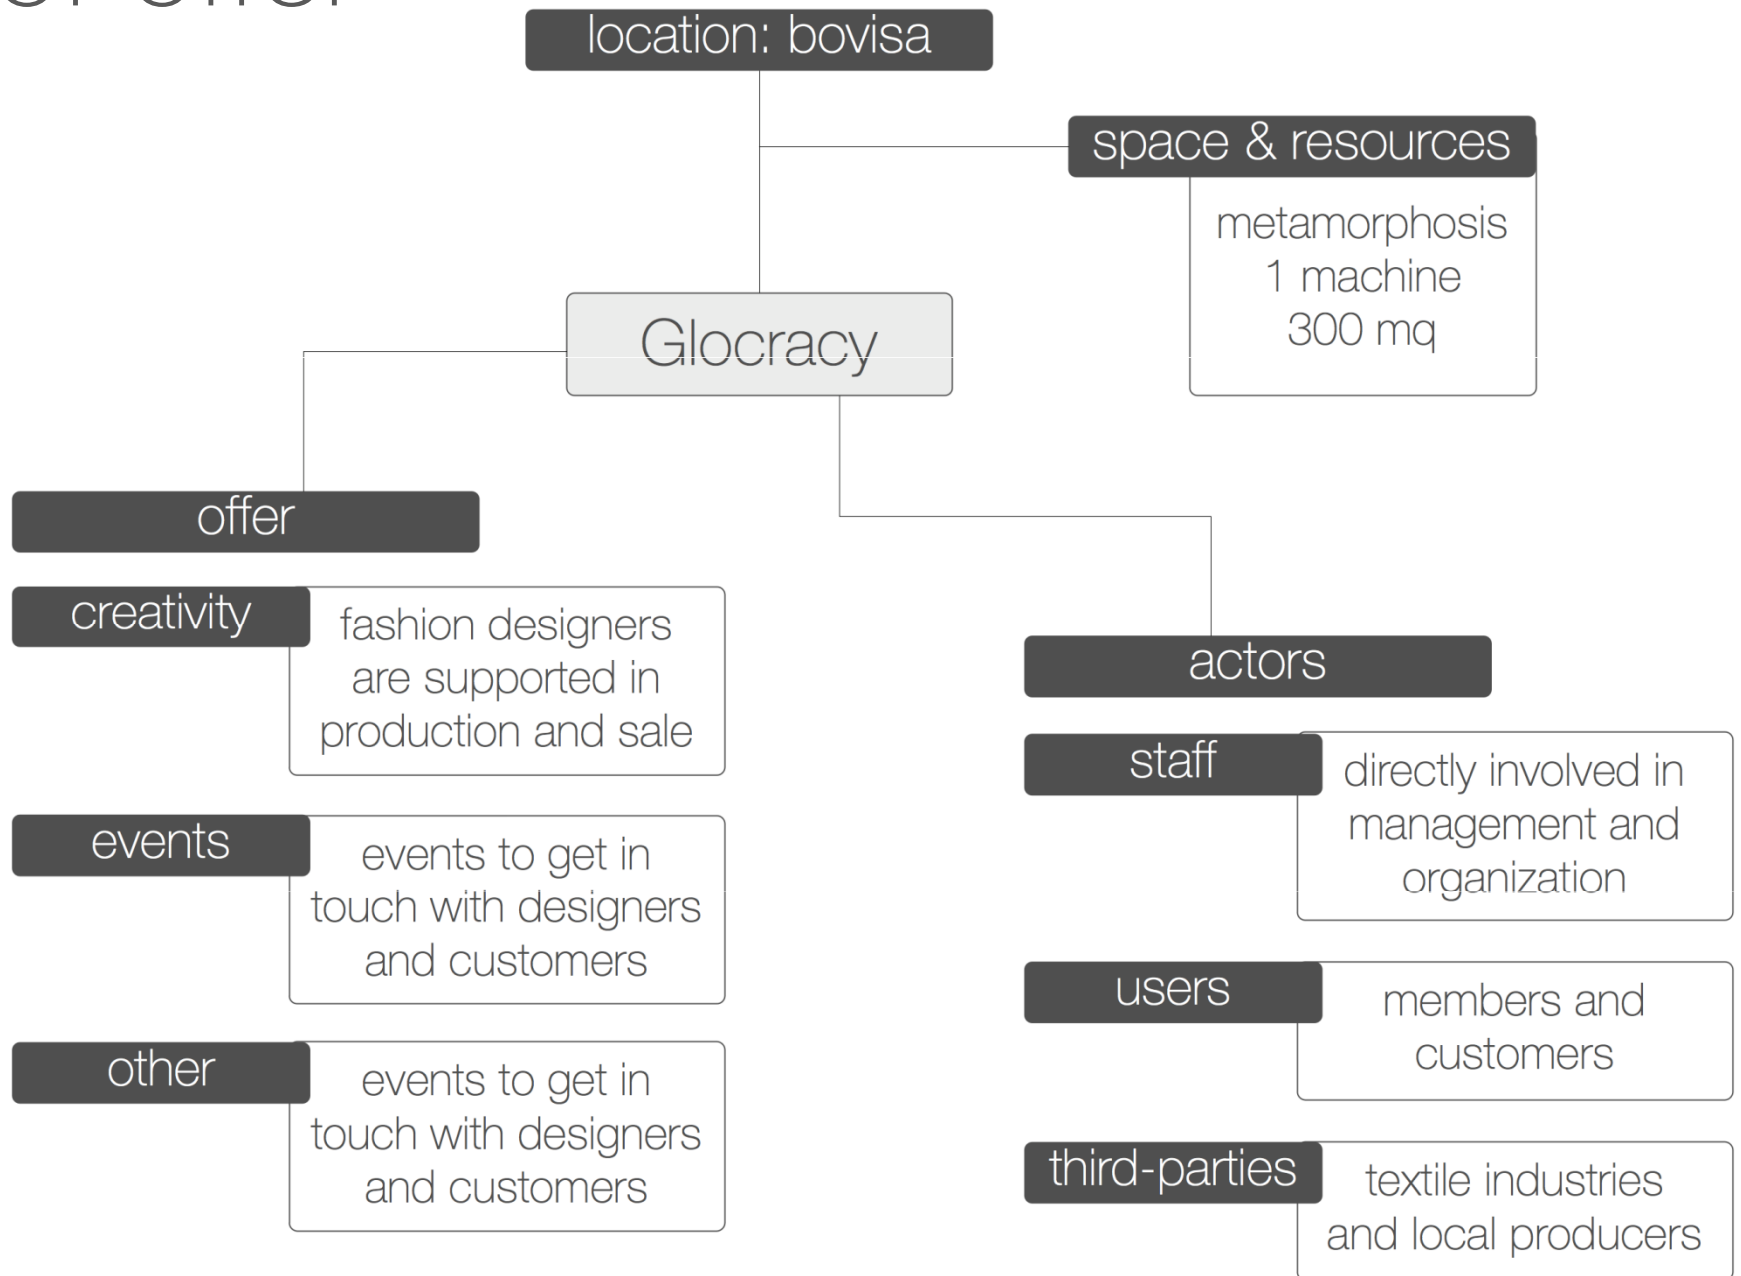 location: bovisa
space & resources
metamorphosis
1 machine
300 mq
Glocracy
offer
creativity
fashion designers
are supported in
production and sale
events
events to get in
touch with designers
and customers
other
events to get in
touch with designers
and customers
actors
staff
directly involved in
management and
organization
users
members and
customers
third-parties
textile industries
and local producers